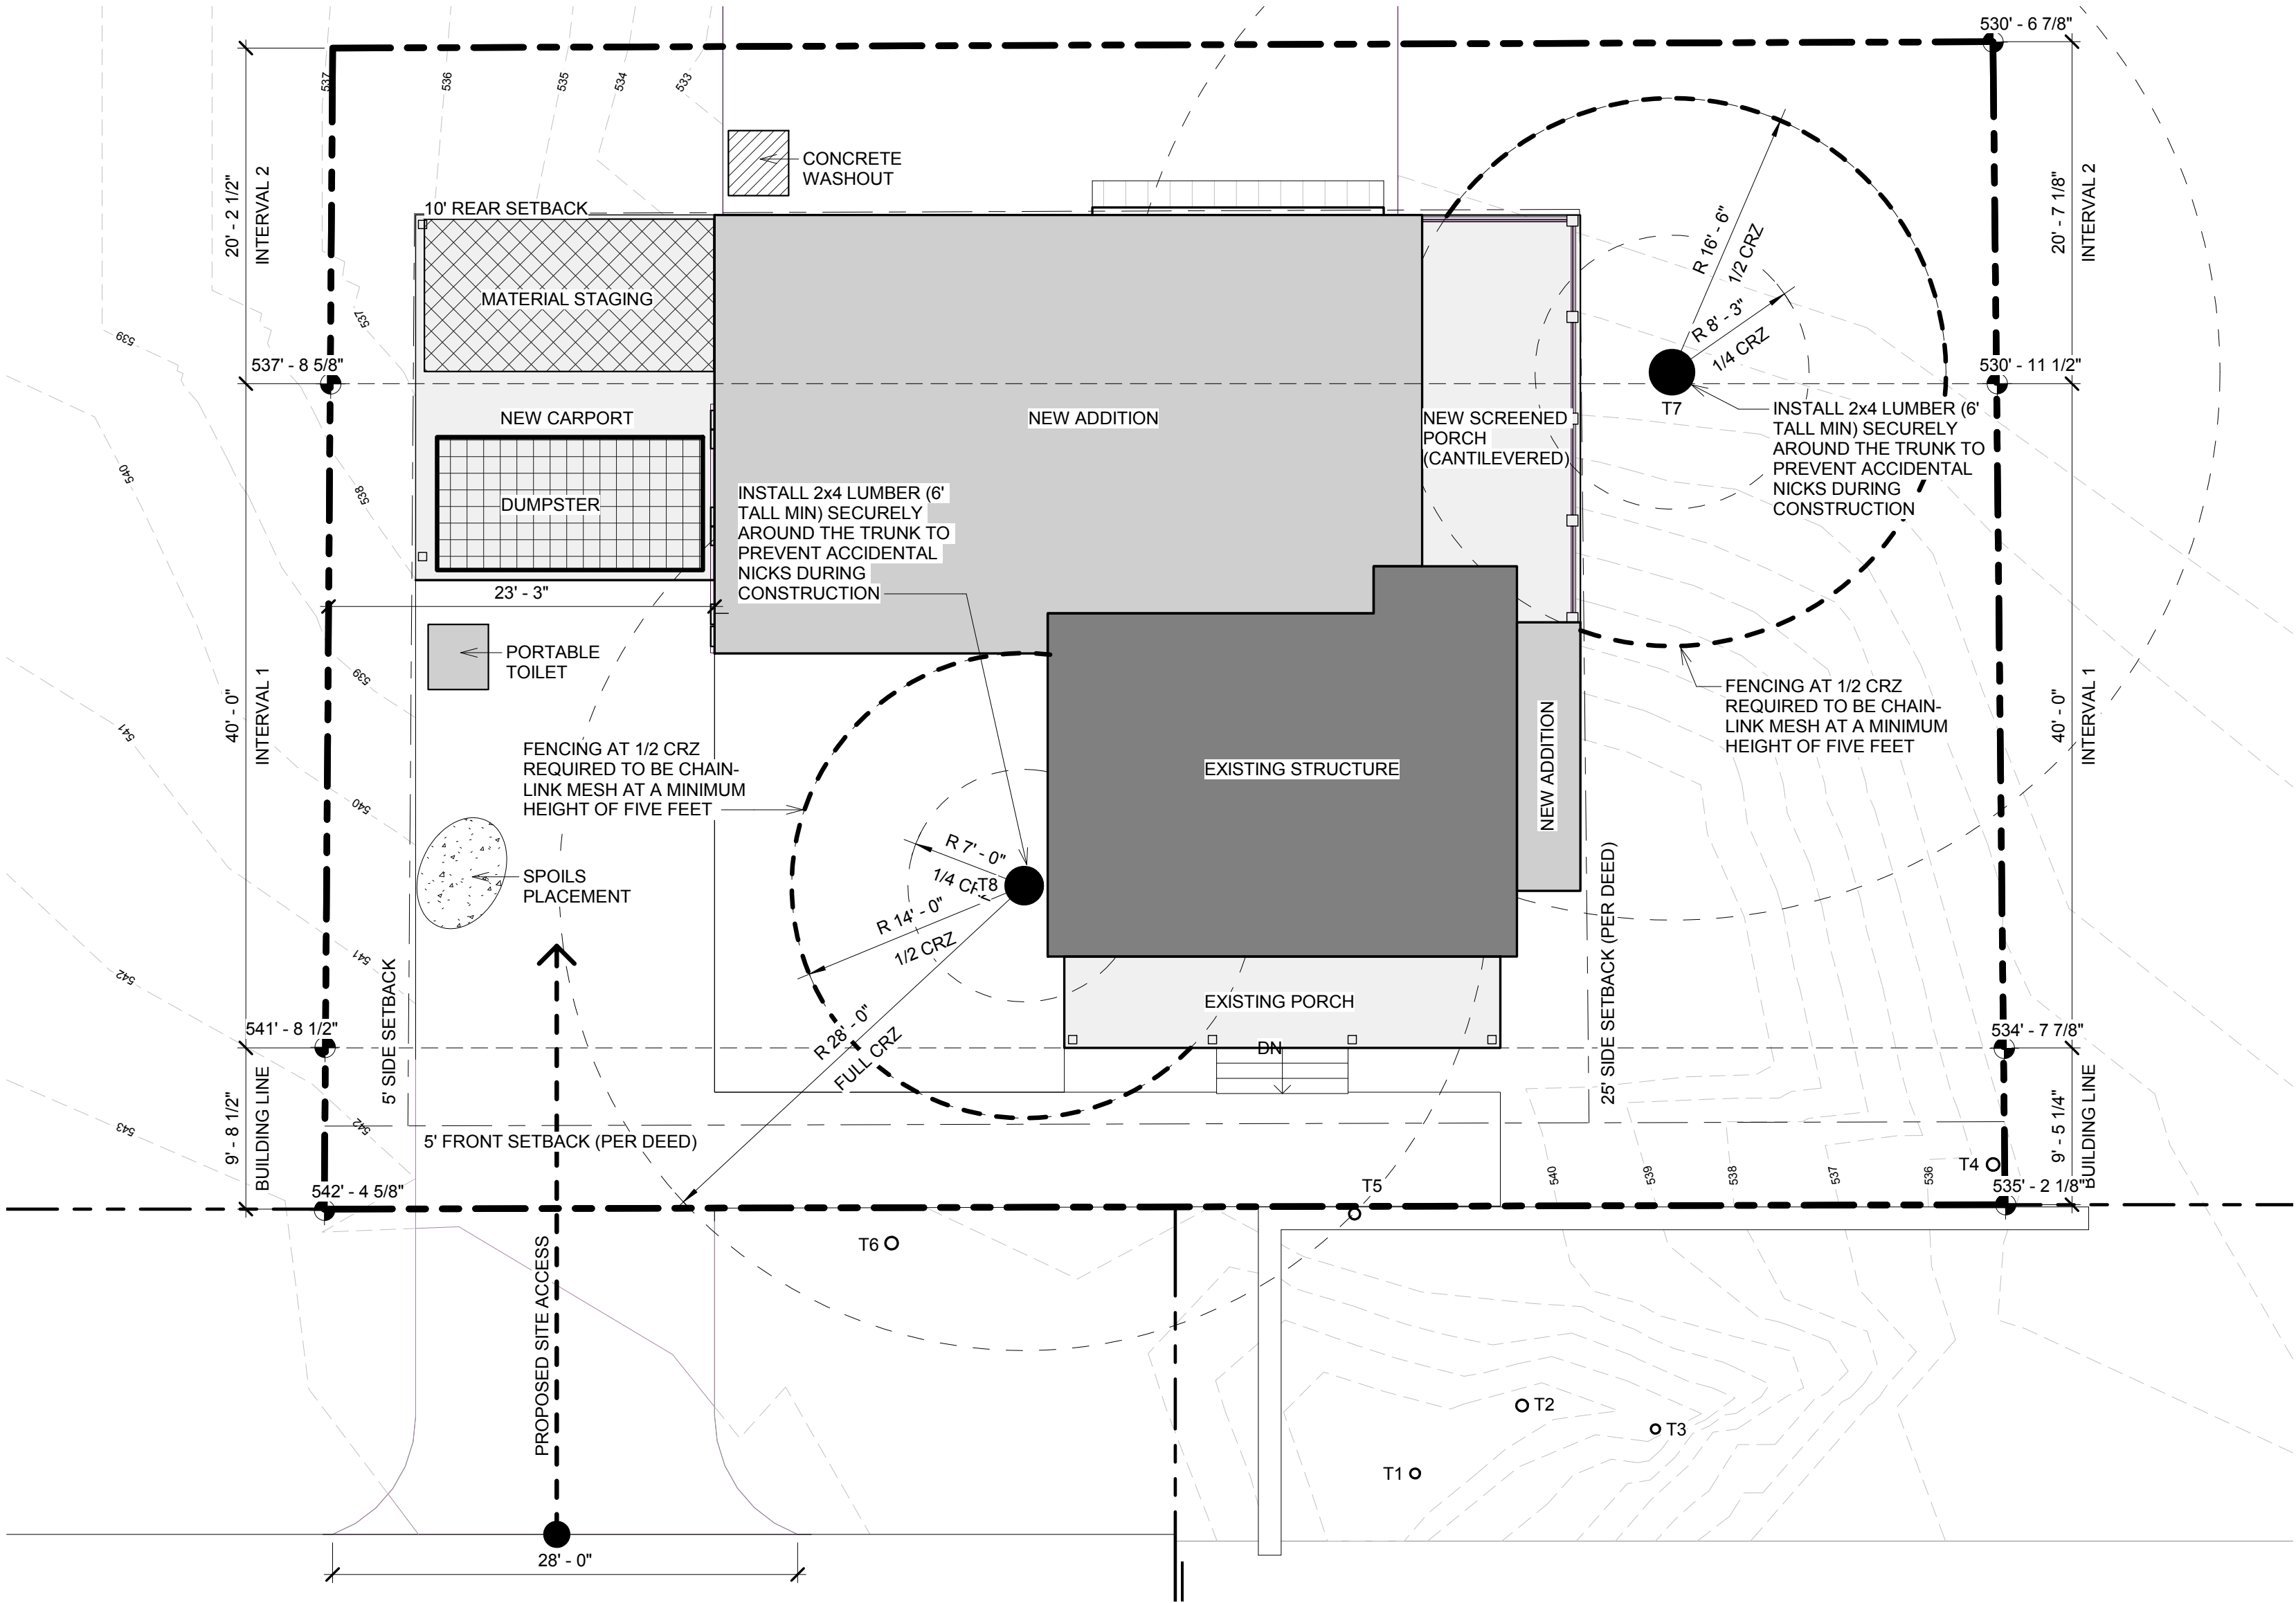 530' - 6 7/8"
537
536
535
534
533
20' - 2 1/2"
INTERVAL 2
CONCRETE
WASHOUT
10' REAR SETBACK
MATERIAL STAGING
R 16' - 6"
1/2 CRZ
R 8' - 3"
1/4 CRZ
20' - 7 1/8"
INTERVAL 2
539
537
537' - 8 5/8"
530' - 11 1/2"
T7
NEW CARPORT
NEW ADDITION
NEW SCREENED
PORCH
(CANTILEVERED)
INSTALL 2x4 LUMBER (6'
TALL MIN) SECURELY
AROUND THE TRUNK TO
PREVENT ACCIDENTAL
NICKS DURING
CONSTRUCTION
540
538
DUMPSTER
INSTALL 2x4 LUMBER (6'
TALL MIN) SECURELY
AROUND THE TRUNK TO
PREVENT ACCIDENTAL
NICKS DURING
CONSTRUCTION
23' - 3"
PORTABLE
TOILET
539
40' - 0"
INTERVAL 1
541
540
FENCING AT 1/2 CRZ
REQUIRED TO BE CHAIN-
LINK MESH AT A MINIMUM
HEIGHT OF FIVE FEET
EXISTING STRUCTURE
NEW ADDITION
FENCING AT 1/2 CRZ
REQUIRED TO BE CHAIN-
LINK MESH AT A MINIMUM
HEIGHT OF FIVE FEET
40' - 0"
INTERVAL 1
SPOILS
PLACEMENT
R 7' - 0"
1/4 CRZ
T8
R 14' - 0"
1/2 CRZ
R 28' - 0"
FULL CRZ
542
541
5' SIDE SETBACK
25' SIDE SETBACK (PER DEED)
EXISTING PORCH
DN
541' - 8 1/2"
534' - 7 7/8"
9' - 8 1/2"
BUILDING LINE
543
542
5' FRONT SETBACK (PER DEED)
542' - 4 5/8"
540
539
538
537
536
T4
9' - 5 1/4"
BUILDING LINE
535' - 2 1/8"
T5
T6
PROPOSED SITE ACCESS
T2
T3
T1
28' - 0"